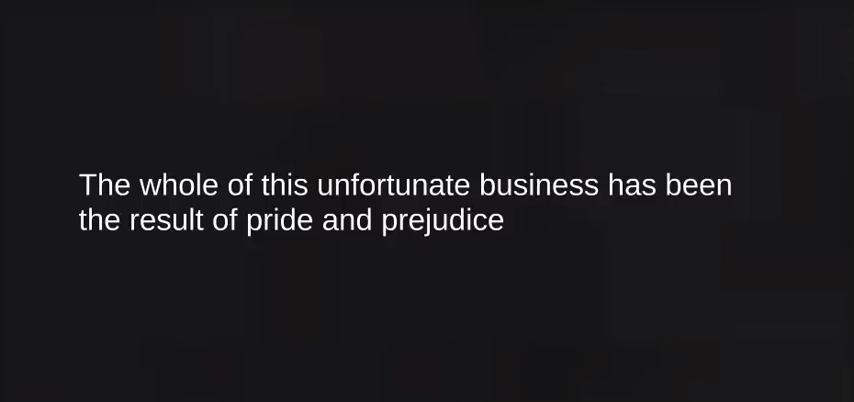 The whole of this unfortunate business has been
the result of pride and prejudice